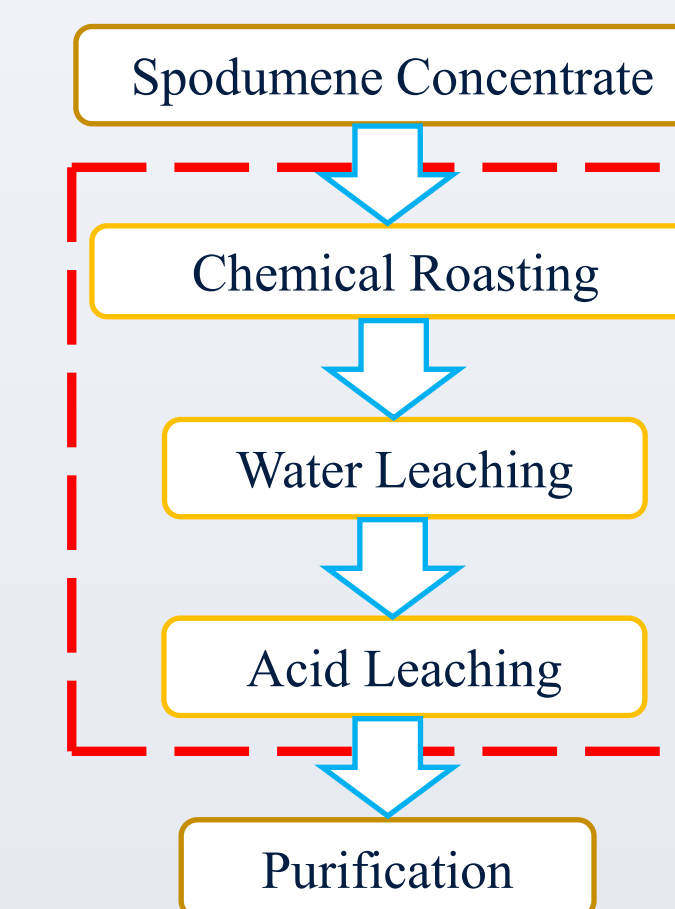 Spodumene Concentrate
Chemical Roasting
Water Leaching
Acid Leaching
Purification